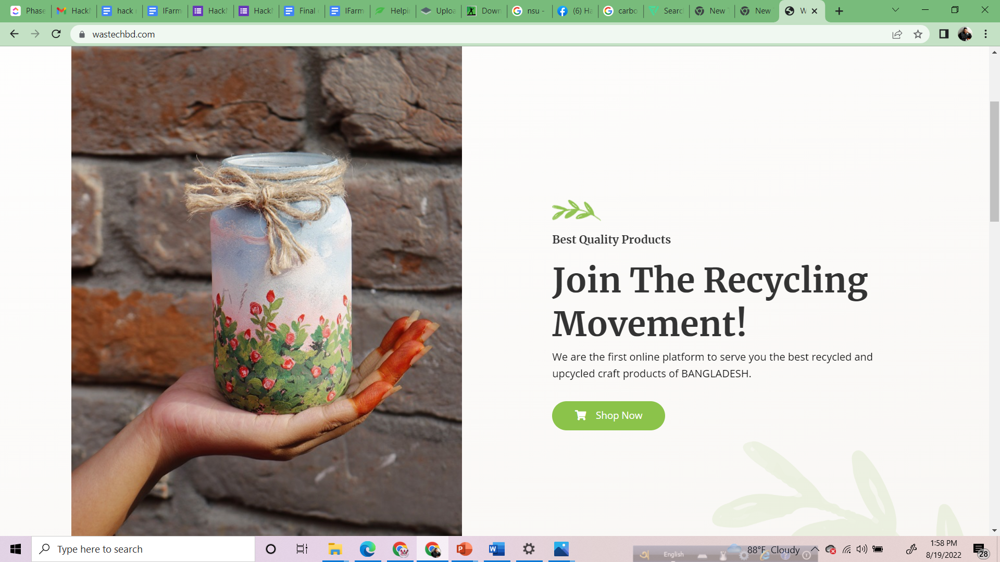 Phase
HackN
hack
IFarm
HackN
HackN
Final
IFarm
Helpi
Uploa
Down
nsu -
(6) Ha
carbo
Searc
New
New
W
wastechbd.com
Best Quality Products
Join The Recycling
Movement!
We are the first online platform to serve you the best recycled and
upcycled craft products of BANGLADESH.
Shop Now
Type here to search
English
88°F Cloudy
1:58 PM
8/19/2022
28